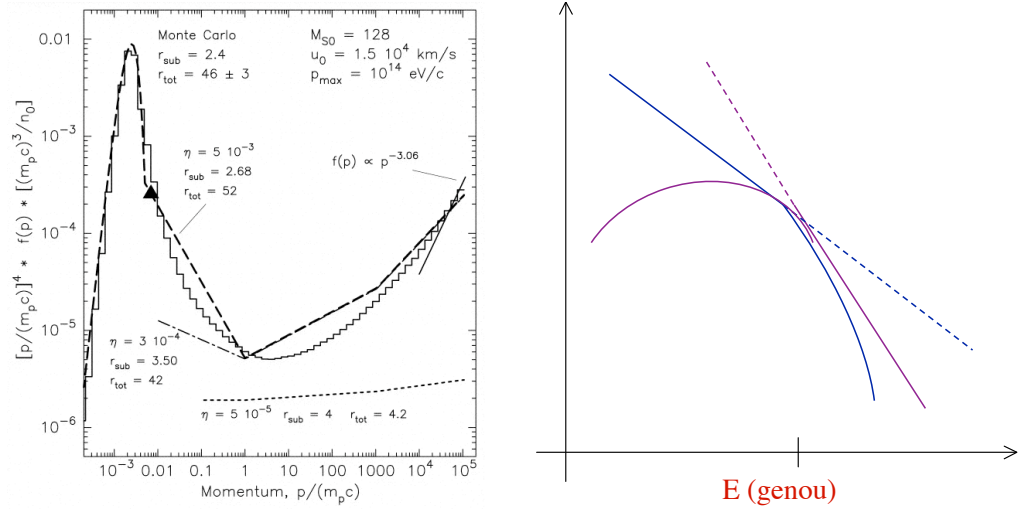 Monte Carlo
r_sub = 2.4
r_tot = 46 ± 3
M_S0 = 128
u_0 = 1.5 10^4 km/s
p_max = 10^14 eV/c
η = 5 10^-3
r_sub = 2.68
r_tot = 52
f(p) ∝ p^-3.06
η = 3 10^-4
r_sub = 3.50
r_tot = 42
η = 5 10^-5 r_sub = 4 r_tot = 4.2
[p/(m_pc)]^4 * f(p) * [(m_pc)^3/n_0]
0.01
10^-3
10^-4
10^-5
10^-6
10^-3 0.01 0.1 1 10 100 1000 10^4 10^5
Momentum, p/(m_pc)
E (genou)